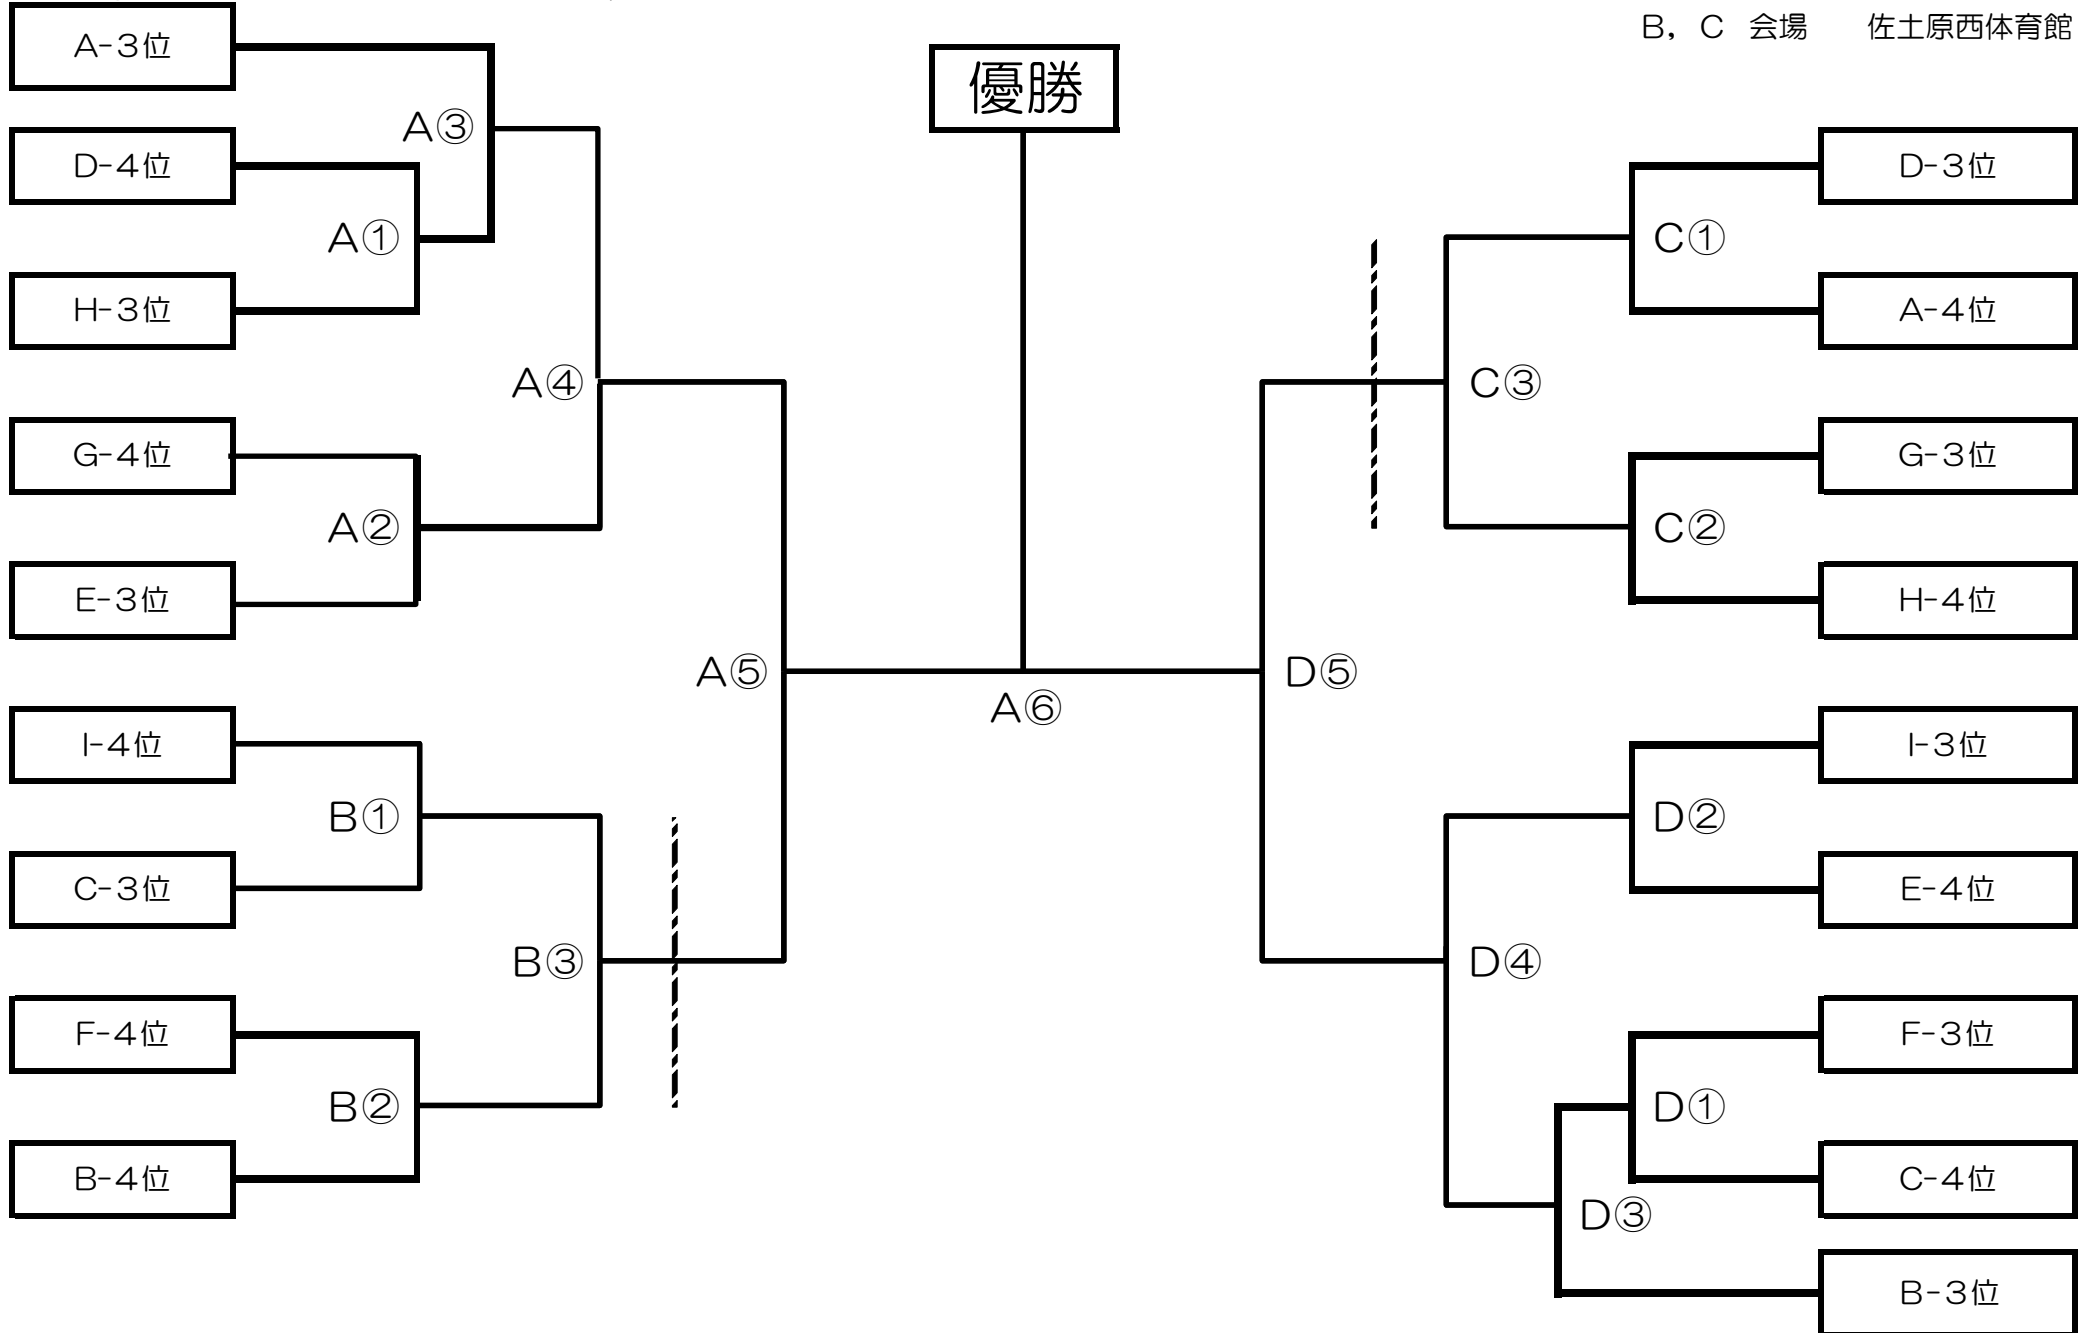 B，C　会場　　佐土原西体育館
優勝
A-3位
A③
D-4位
A①
H-3位
A④
G-4位
A②
E-3位
A⑤
I-4位
B①
C-3位
B③
F-4位
B②
B-4位
A⑥
D-3位
C①
A-4位
C③
G-3位
C②
H-4位
D⑤
I-3位
D②
E-4位
D④
F-3位
D①
C-4位
D③
B-3位